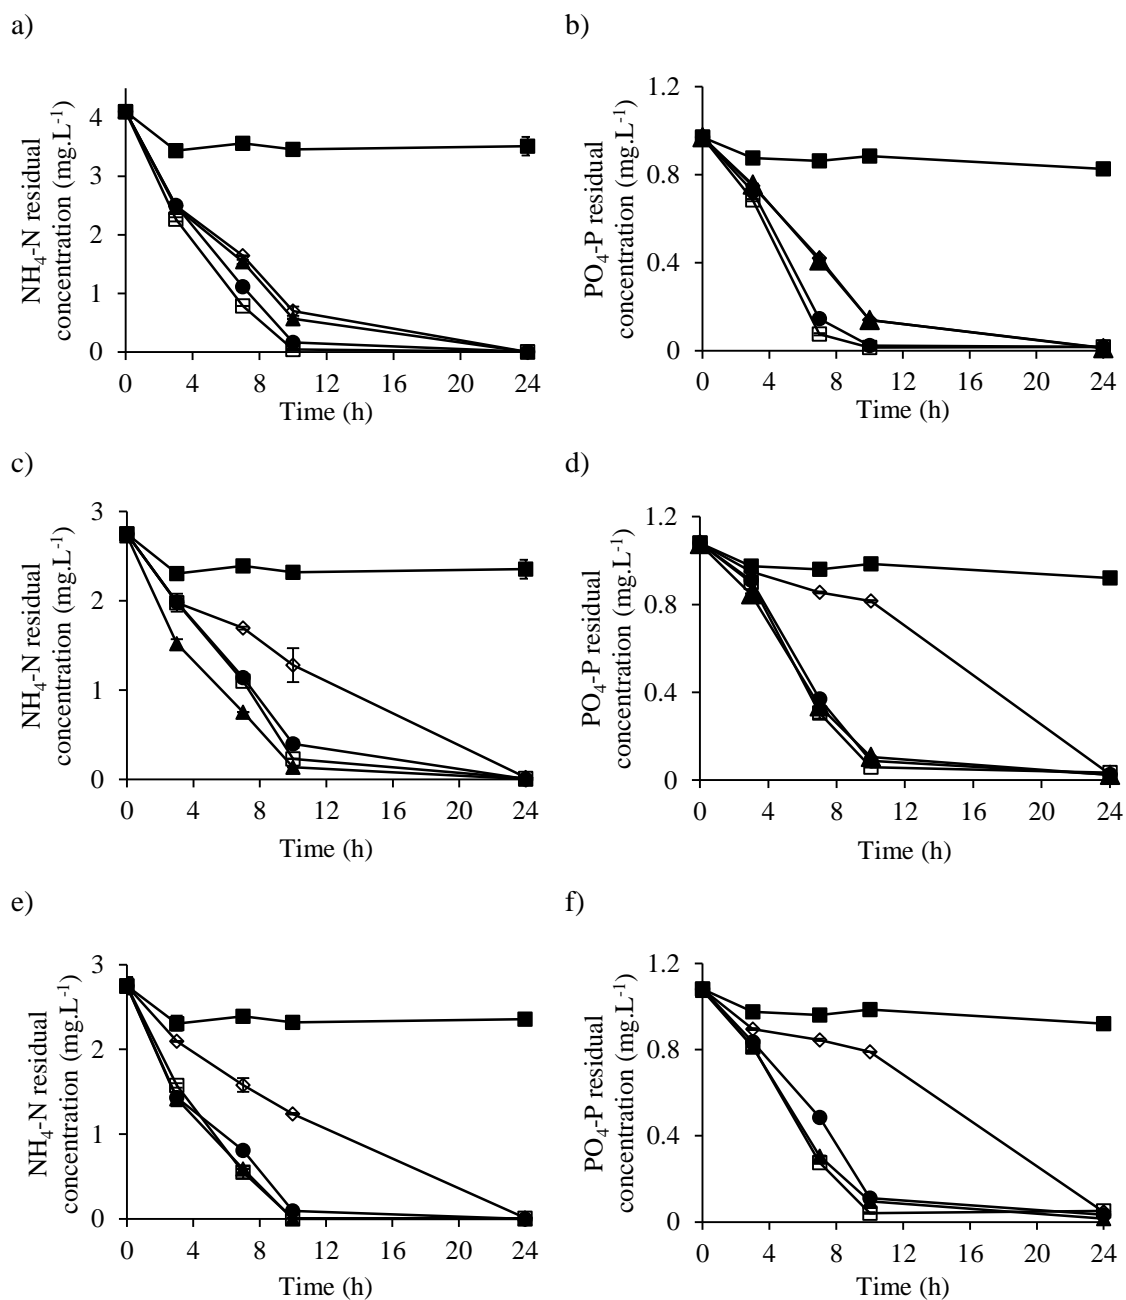 a)
NH4-N residual
concentration (mg.L-1)
4
3
2
1
0
0 4 8 12 16 20 24
Time (h)
b)
PO4-P residual
concentration (mg.L-1)
1.2
0.8
0.4
0
0 4 8 12 16 20 24
Time (h)
c)
NH4-N residual
concentration (mg.L-1)
3
2
1
0
0 4 8 12 16 20 24
Time (h)
d)
PO4-P residual
concentration (mg.L-1)
1.2
0.8
0.4
0
0 4 8 12 16 20 24
Time (h)
e)
NH4-N residual
concentration (mg.L-1)
3
2
1
0
0 4 8 12 16 20 24
Time (h)
f)
PO4-P residual
concentration (mg.L-1)
1.2
0.8
0.4
0
0 4 8 12 16 20 24
Time (h)